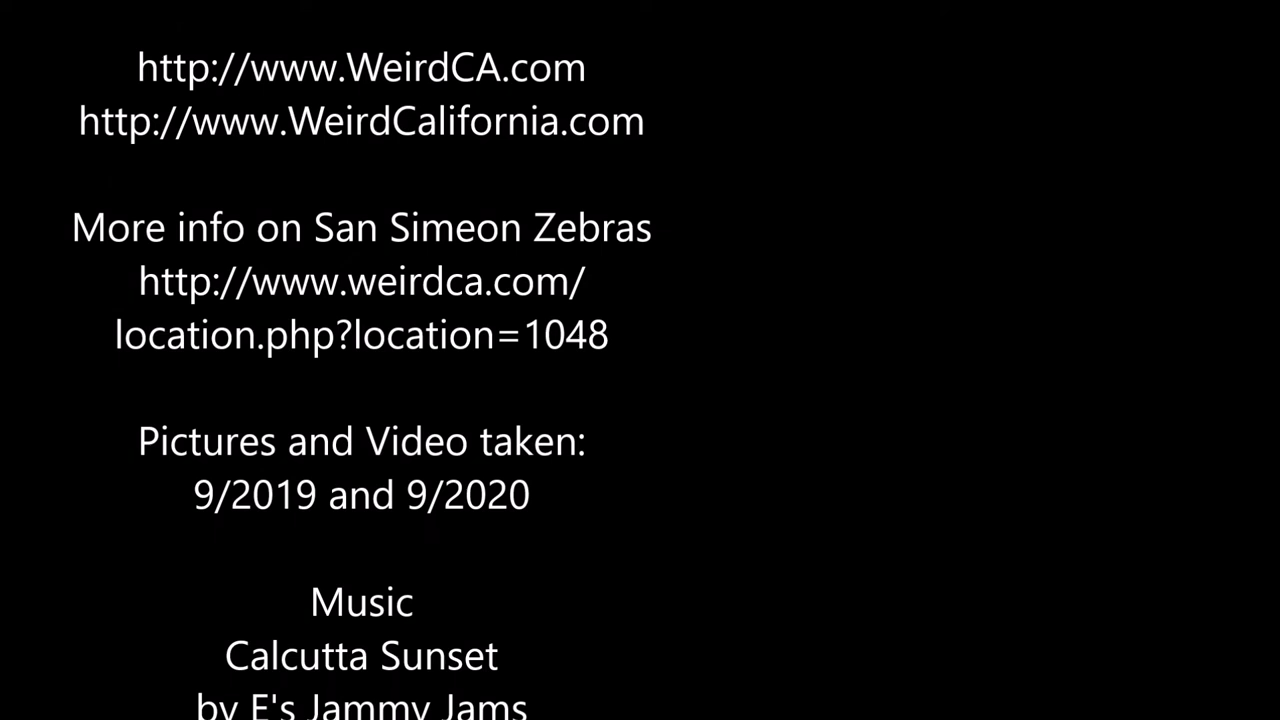 http://www.WeirdCA.com
http://www.WeirdCalifornia.com
More info on San Simeon Zebras
http://www.weirdca.com/
location.php?location=1048
Pictures and Video taken:
9/2019 and 9/2020
Music
Calcutta Sunset
by E's Jammy Jams